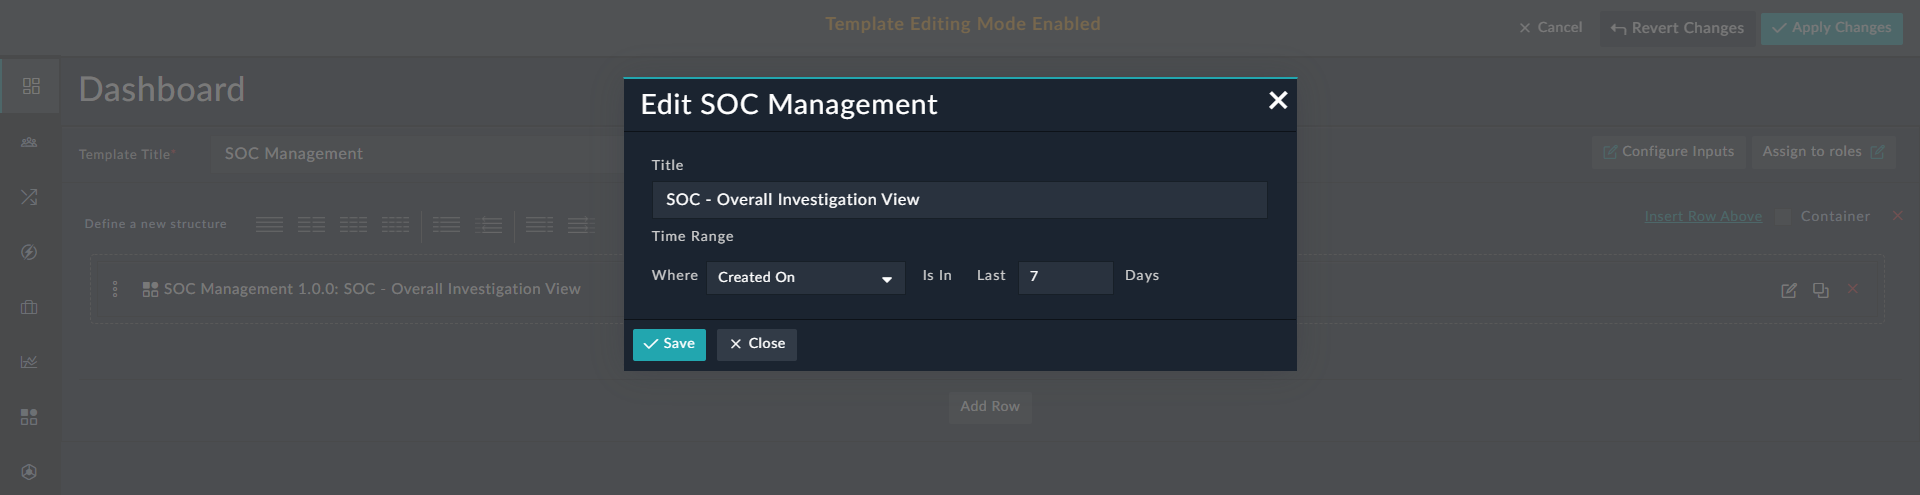 Template Editing Mode Enabled
Cancel
Revert Changes
Apply Changes
Dashboard
Template Title*
SOC Management
Configure Inputs
Assign to roles
Define a new structure
Insert Row Above
Container
SOC Management 1.0.0: SOC - Overall Investigation View
Add Row
Edit SOC Management
Title
SOC - Overall Investigation View
Time Range
Where Created On Is In Last 7 Days
Save
Close